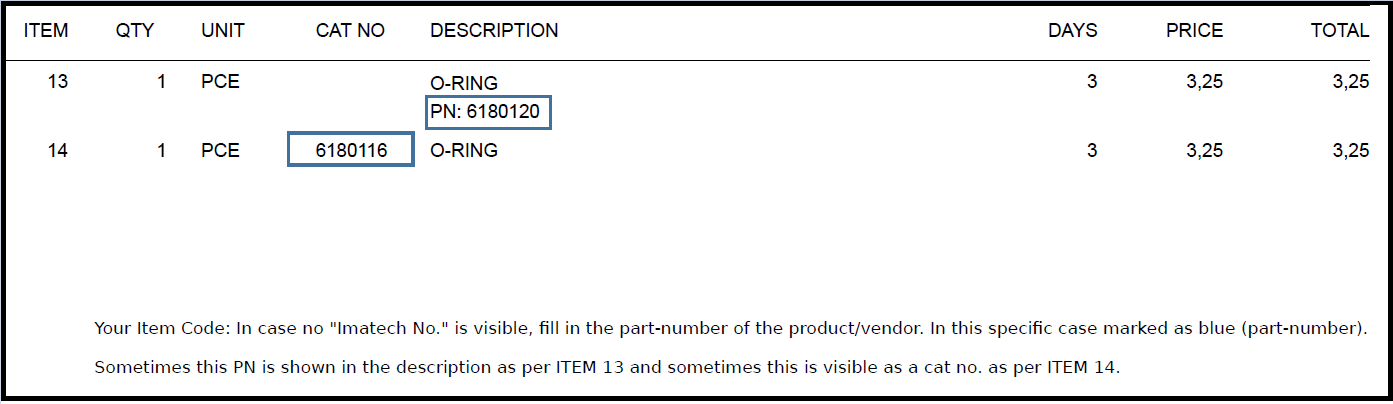 ITEM QTY UNIT CAT NO DESCRIPTION DAYS PRICE TOTAL
13 1 PCE O-RING 3 3,25 3,25
PN: 6180120
14 1 PCE 6180116 O-RING 3 3,25 3,25
Your Item Code: In case no "Imatech No." is visible, fill in the part-number of the product/vendor. In this specific case marked as blue (part-number).
Sometimes this PN is shown in the description as per ITEM 13 and sometimes this is visible as a cat no. as per ITEM 14.